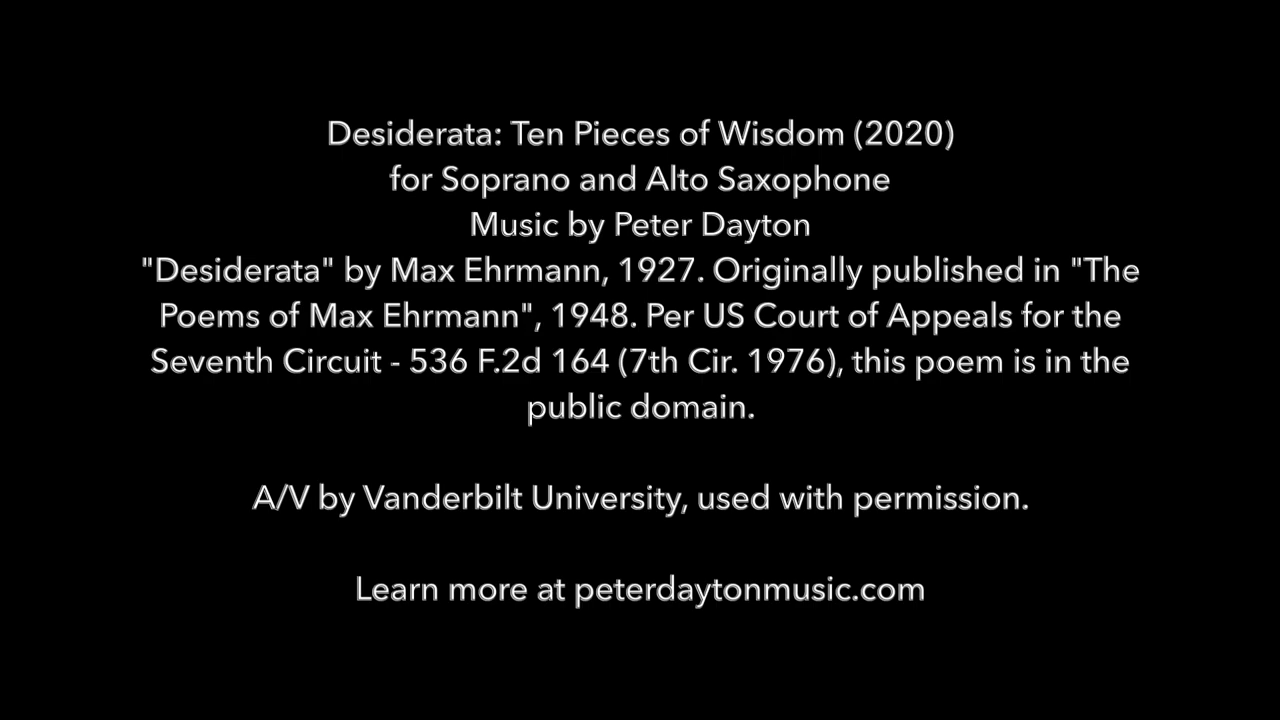 Desiderata: Ten Pieces of Wisdom (2020)
for Soprano and Alto Saxophone
Music by Peter Dayton
"Desiderata" by Max Ehrmann, 1927. Originally published in "The
Poems of Max Ehrmann", 1948. Per US Court of Appeals for the
Seventh Circuit - 536 F.2d 164 (7th Cir. 1976), this poem is in the
public domain.
A/V by Vanderbilt University, used with permission.
Learn more at peterdaytonmusic.com